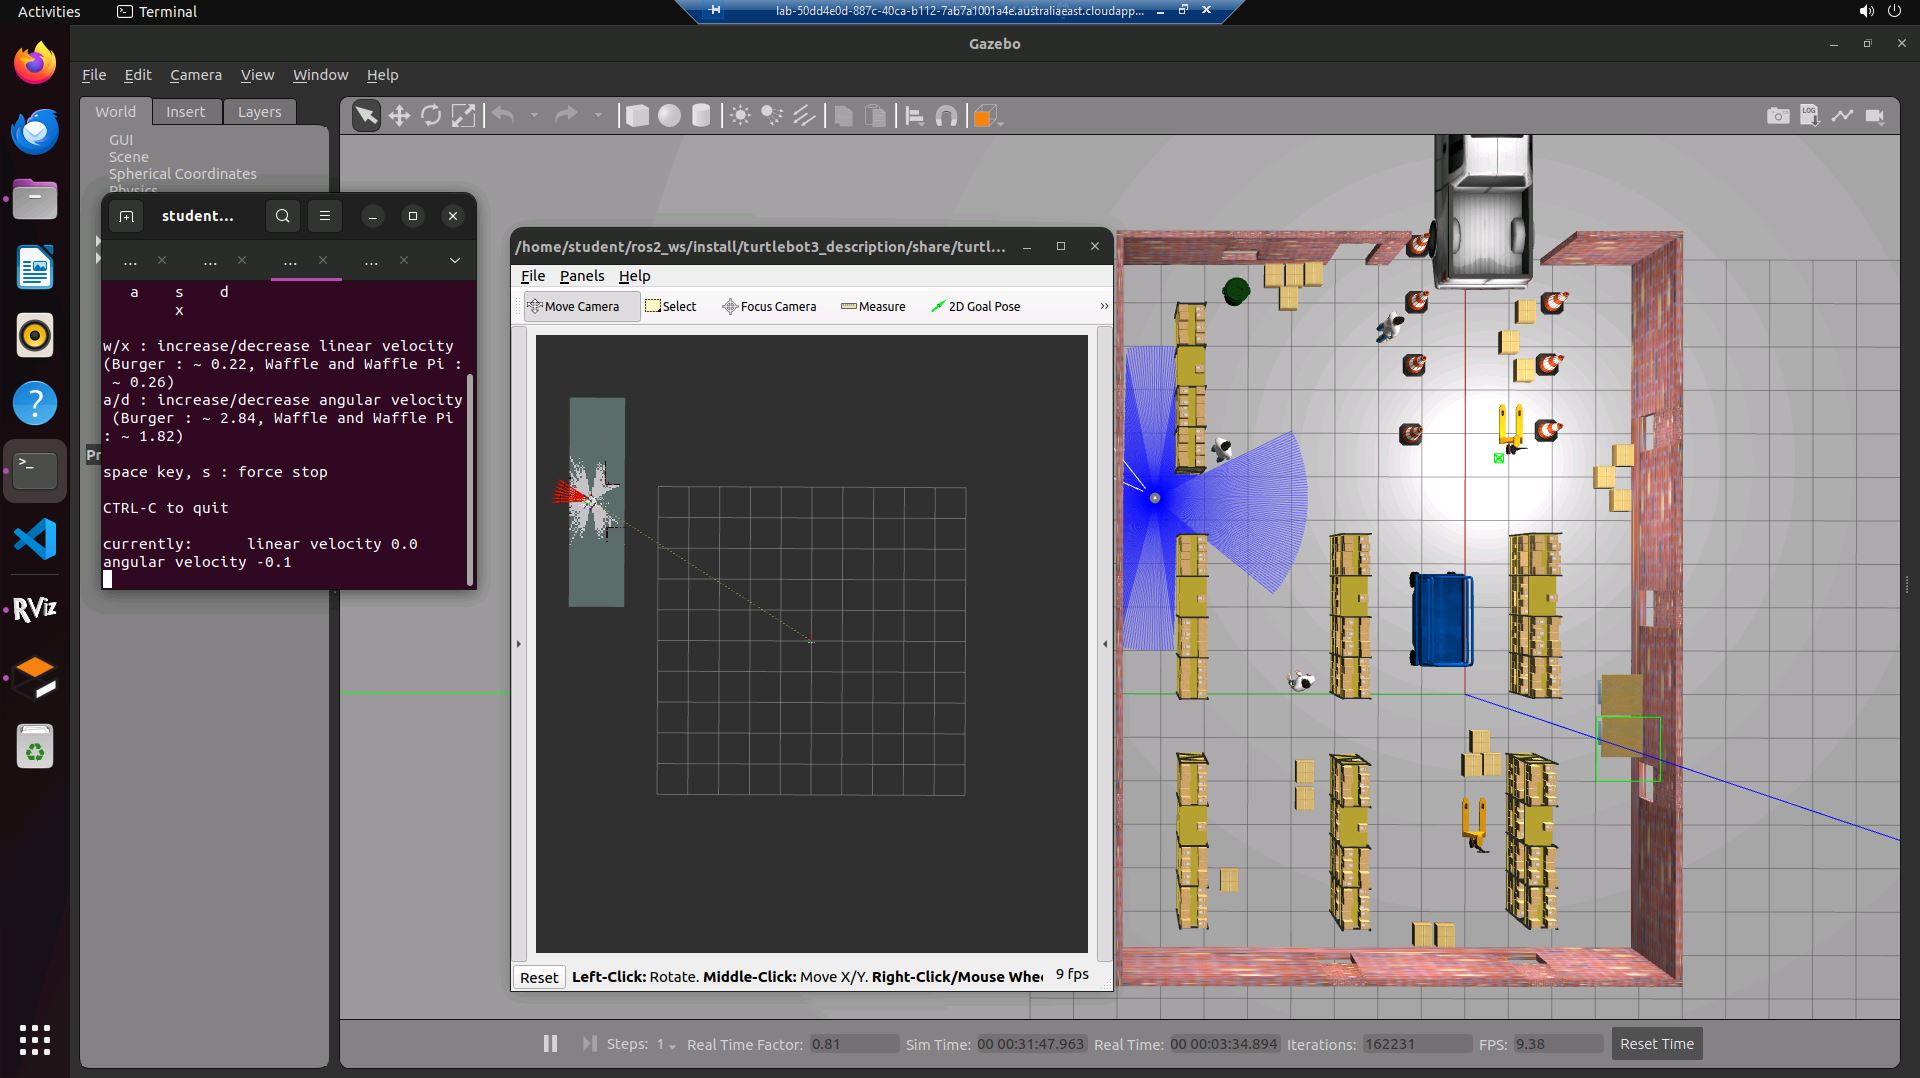 Activities
Terminal
lab-50dd4e0d-887c-40ca-b112-7ab7a1001a4e.australiaeast.cloudapp...
Gazebo
File Edit Camera View Window Help
World Insert Layers
GUI
Scene
Spherical Coordinates
Physics
student...
... ... ... ...
a s d
x
w/x : increase/decrease linear velocity
(Burger : ~ 0.22, Waffle and Waffle Pi :
~ 0.26)
a/d : increase/decrease angular velocity
(Burger : ~ 2.84, Waffle and Waffle Pi
: ~ 1.82)
space key, s : force stop
CTRL-C to quit
currently: linear velocity 0.0
angular velocity -0.1
Pr
RViz
/home/student/ros2_ws/install/turtlebot3_description/share/turtl...
File Panels Help
Move Camera Select Focus Camera Measure 2D Goal Pose
Reset Left-Click: Rotate. Middle-Click: Move X/Y. Right-Click/Mouse Whee 9 fps
LOG
Steps: 1 Real Time Factor: 0.81 Sim Time: 00 00:31:47.963 Real Time: 00 00:03:34.894 Iterations: 162231 FPS: 9.38 Reset Time